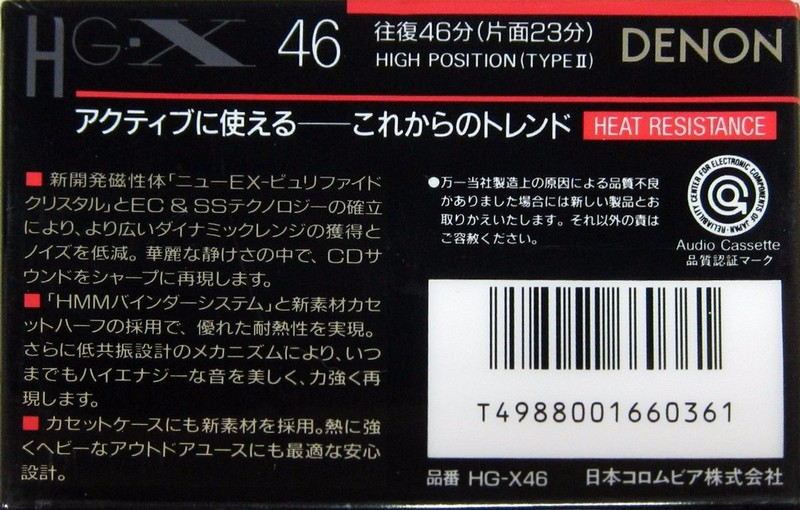 HG·X 46 往復46分(片面23分) DENON
HIGH POSITION(TYPE II)
アクティブに使える——これからのトレンド HEAT RESISTANCE
■ 新開発磁性体「ニューEX-ピュリファイド
クリスタル」とEC & SSテクノロジーの確立
により、より広いダイナミックレンジの獲得と
ノイズを低減。華麗な静けさの中で、CDサ
ウンドをシャープに再現します。
■「HMMバインダーシステム」と新素材カセ
ットハーフの採用で、優れた耐熱性を実現。
さらに低共振設計のメカニズムにより、いつ
までもハイエナジーな音を美しく、力強く再
現します。
■ カセットケースにも新素材を採用。熱に強
くヘビーなアウトドアユースにも最適な安心
設計。
●万一当社製造上の原因による品質不良
がありました場合には新しい製品とお
取りかえいたします。それ以外の責は
ご容赦ください。
RELIABILITY CENTER FOR ELECTRONIC COMPONENTS OF JAPAN
Audio Cassette
品質認証マーク
T4988001660361
品番 HG-X46 日本コロムビア株式会社